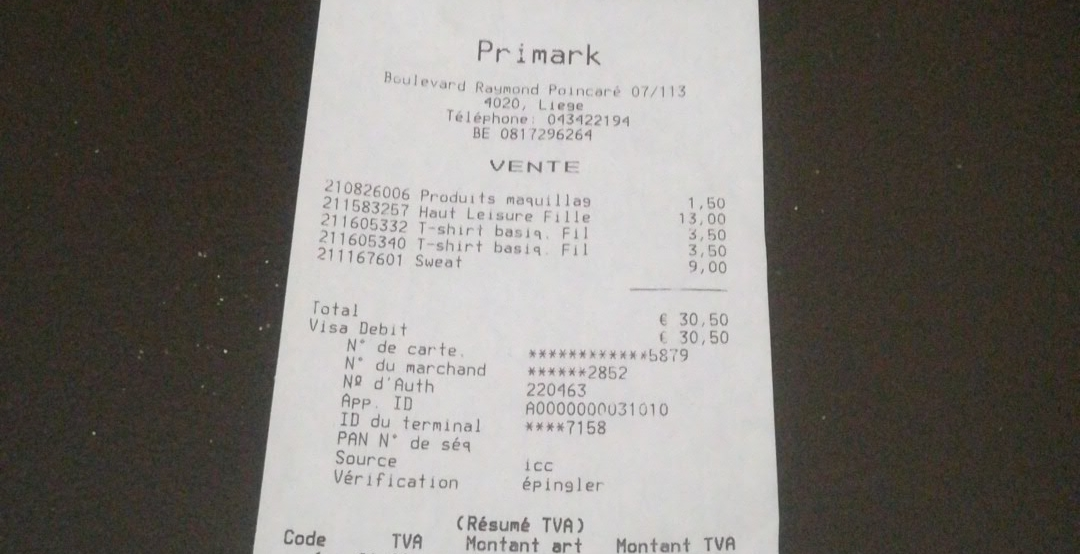 Primark
Boulevard Raymond Poincaré 07/113
4020, Liege
Téléphone: 043422194
BE 0817296264
VENTE
210826006 Produits maquillag 1,50
211583257 Haut Leisure Fille 13,00
211605332 T-shirt basiq. Fil 3,50
211605340 T-shirt basiq. Fil 3,50
211167601 Sweat 9,00
Total € 30,50
Visa Debit € 30,50
N° de carte. ************5879
N° du marchand ******2852
Nº d'Auth 220463
App. ID A0000000031010
ID du terminal ****7158
PAN N° de séq
Source icc
Vérification épingler
(Résumé TVA)
Code TVA Montant art Montant TVA